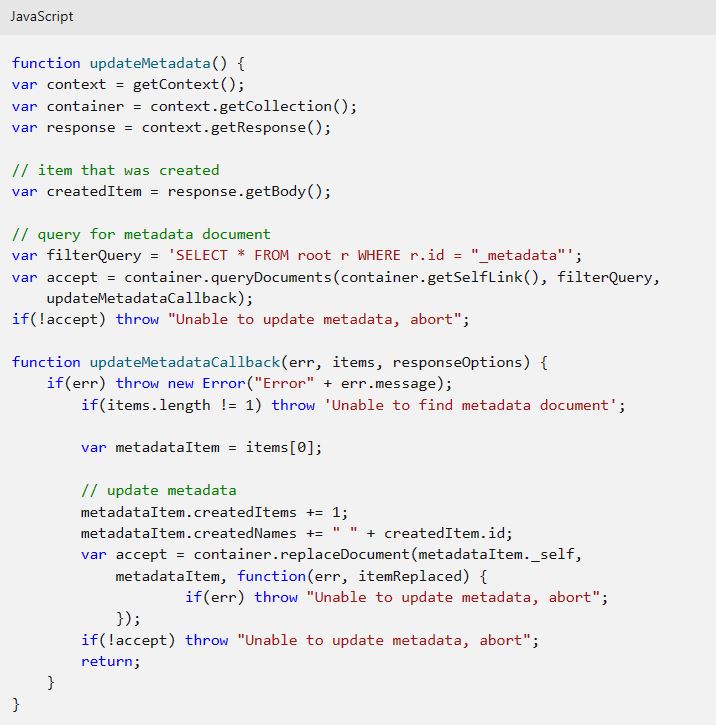 JavaScript
function updateMetadata() {
var context = getContext();
var container = context.getCollection();
var response = context.getResponse();
// item that was created
var createdItem = response.getBody();
// query for metadata document
var filterQuery = 'SELECT * FROM root r WHERE r.id = "_metadata"';
var accept = container.queryDocuments(container.getSelfLink(), filterQuery,
    updateMetadataCallback);
if(!accept) throw "Unable to update metadata, abort";
function updateMetadataCallback(err, items, responseOptions) {
    if(err) throw new Error("Error" + err.message);
        if(items.length != 1) throw 'Unable to find metadata document';
        var metadataItem = items[0];
        // update metadata
        metadataItem.createdItems += 1;
        metadataItem.createdNames += " " + createdItem.id;
        var accept = container.replaceDocument(metadataItem._self,
            metadataItem, function(err, itemReplaced) {
                    if(err) throw "Unable to update metadata, abort";
            });
        if(!accept) throw "Unable to update metadata, abort";
        return;
    }
}